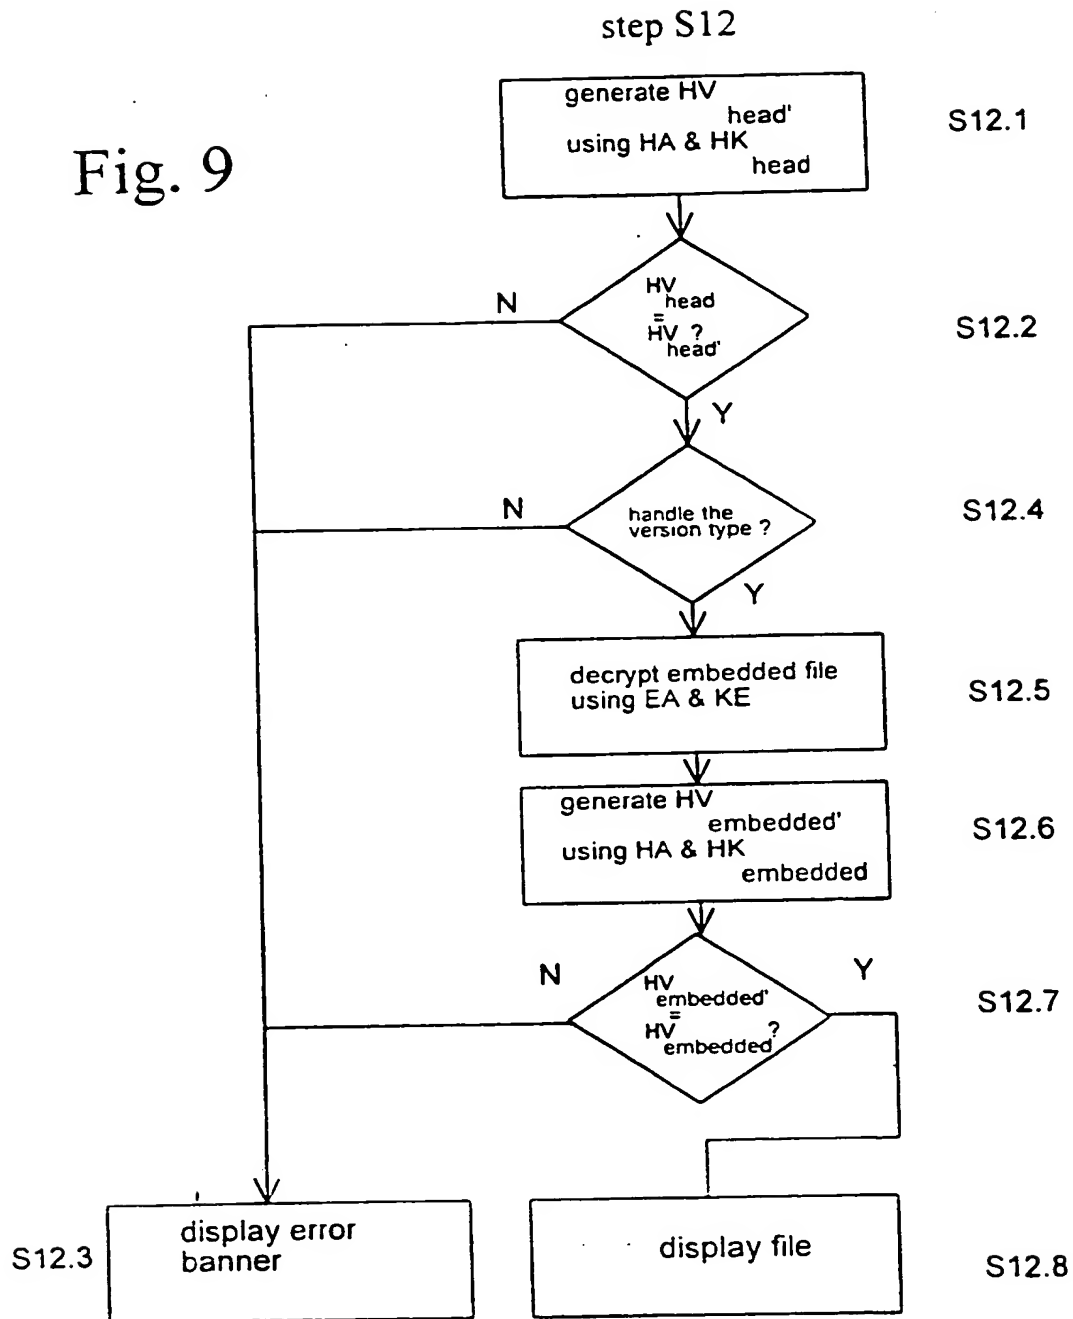 step S12
Fig. 9
generate HV
head'
using HA & HK
head
S12.1
HV
head
=
HV ?
head'
N
S12.2
Y
handle the
version type ?
N
S12.4
Y
decrypt embedded file
using EA & KE
S12.5
generate HV
embedded'
using HA & HK
embedded
S12.6
N
HV
embedded'
=
HV ?
embedded
Y
S12.7
S12.3
display error
banner
display file
S12.8